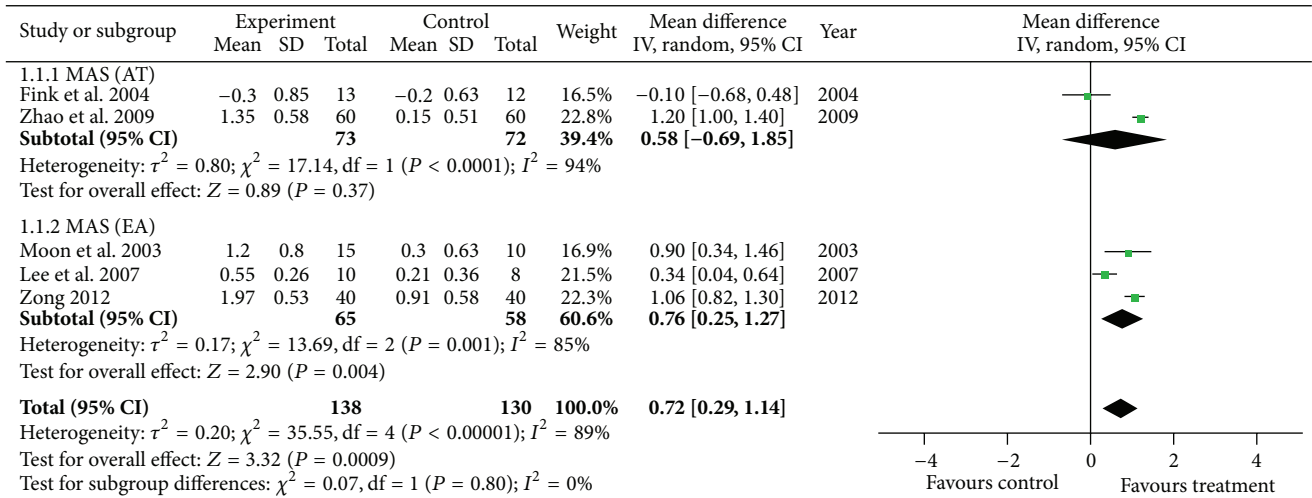 Study or subgroup Experiment Control Weight Mean difference Year Mean difference
Mean SD Total Mean SD Total IV, random, 95% CI IV, random, 95% CI
1.1.1 MAS (AT)
Fink et al. 2004 −0.3 0.85 13 −0.2 0.63 12 16.5% −0.10 [−0.68, 0.48] 2004
Zhao et al. 2009 1.35 0.58 60 0.15 0.51 60 22.8% 1.20 [1.00, 1.40] 2009
Subtotal (95% CI) 73 72 39.4% 0.58 [−0.69, 1.85]
Heterogeneity: τ² = 0.80; χ² = 17.14, df = 1 (P < 0.0001); I² = 94%
Test for overall effect: Z = 0.89 (P = 0.37)
1.1.2 MAS (EA)
Moon et al. 2003 1.2 0.8 15 0.3 0.63 10 16.9% 0.90 [0.34, 1.46] 2003
Lee et al. 2007 0.55 0.26 10 0.21 0.36 8 21.5% 0.34 [0.04, 0.64] 2007
Zong 2012 1.97 0.53 40 0.91 0.58 40 22.3% 1.06 [0.82, 1.30] 2012
Subtotal (95% CI) 65 58 60.6% 0.76 [0.25, 1.27]
Heterogeneity: τ² = 0.17; χ² = 13.69, df = 2 (P = 0.001); I² = 85%
Test for overall effect: Z = 2.90 (P = 0.004)
Total (95% CI) 138 130 100.0% 0.72 [0.29, 1.14]
Heterogeneity: τ² = 0.20; χ² = 35.55, df = 4 (P < 0.00001); I² = 89%
Test for overall effect: Z = 3.32 (P = 0.0009)
Test for subgroup differences: χ² = 0.07, df = 1 (P = 0.80); I² = 0%
−4 −2 0 2 4
Favours control Favours treatment